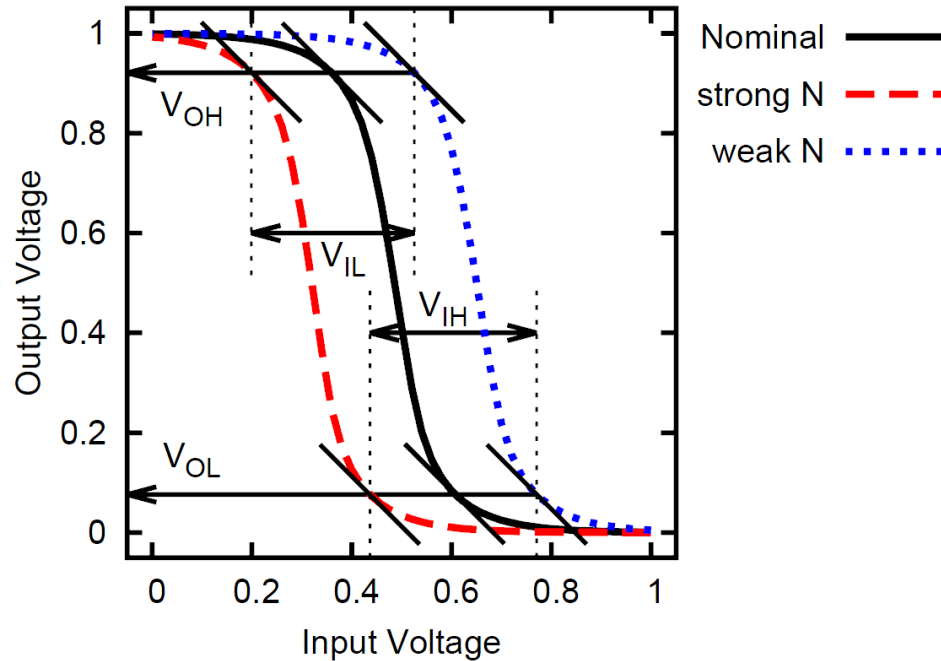 Nominal
strong N
weak N
Output Voltage
1
0.8
0.6
0.4
0.2
0
V_OH
V_IL
V_IH
V_OL
0 0.2 0.4 0.6 0.8 1
Input Voltage